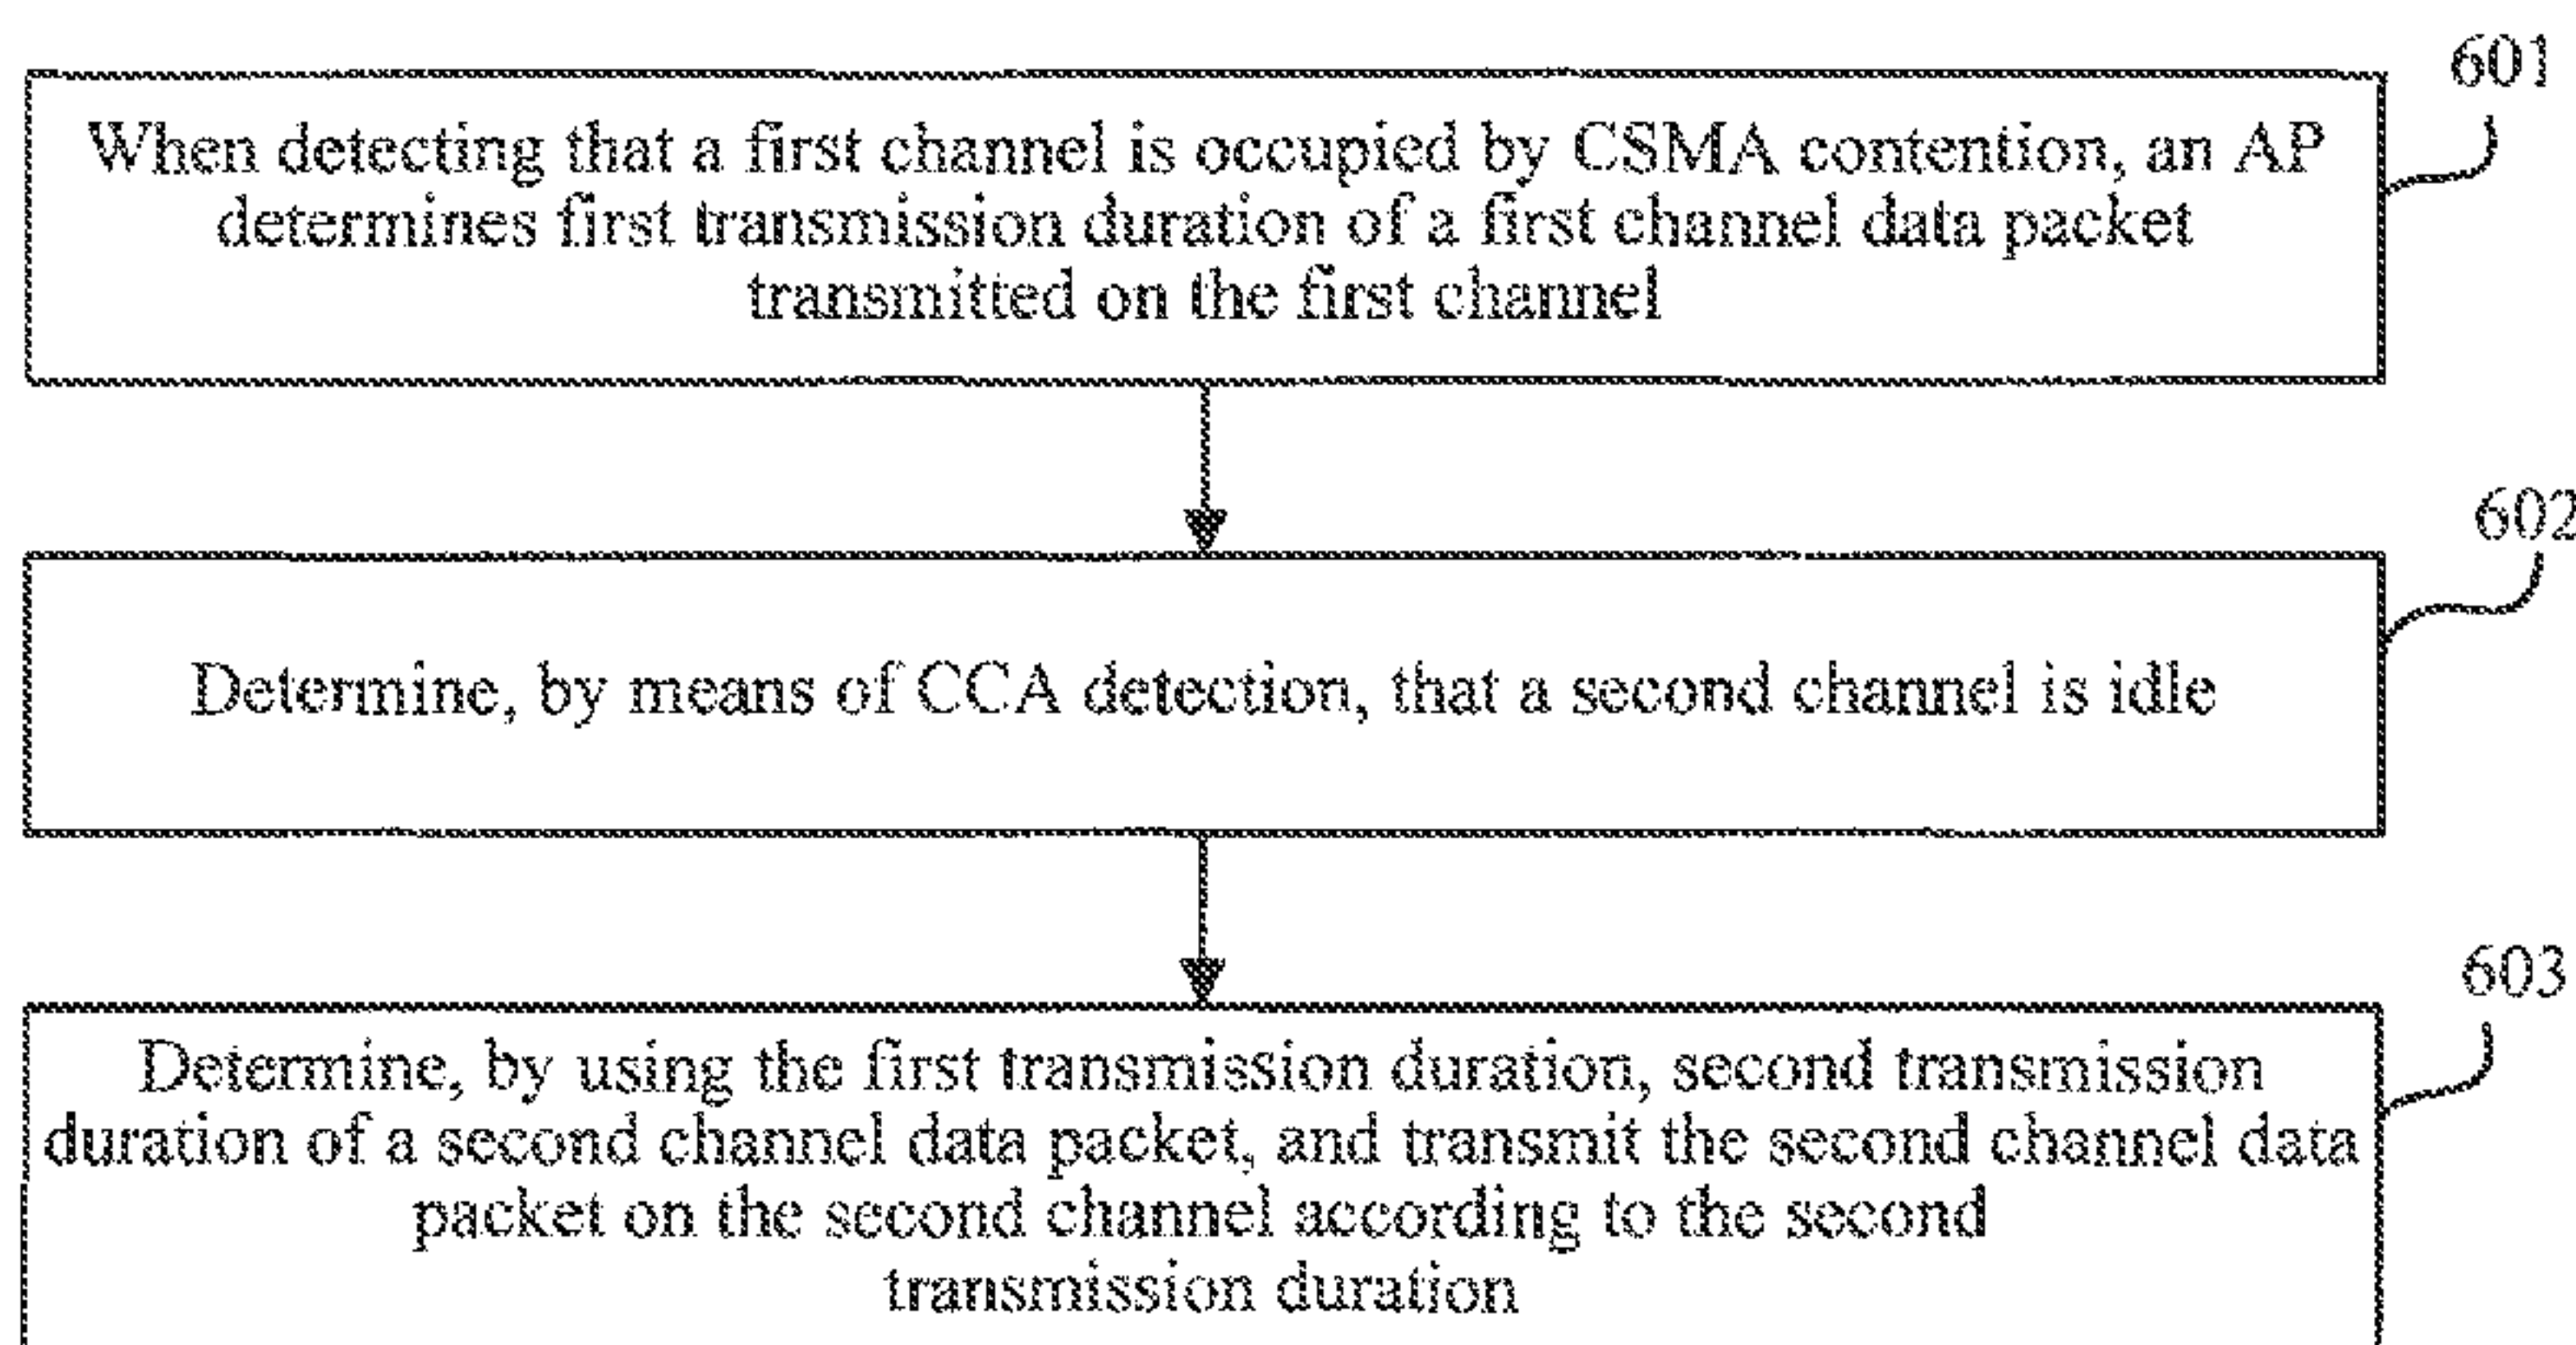 601
When detecting that a first channel is occupied by CSMA contention, an AP
determines first transmission duration of a first channel data packet
transmitted on the first channel
602
Determine, by means of CCA detection, that a second channel is idle
603
Determine, by using the first transmission duration, second transmission
duration of a second channel data packet, and transmit the second channel data
packet on the second channel according to the second
transmission duration